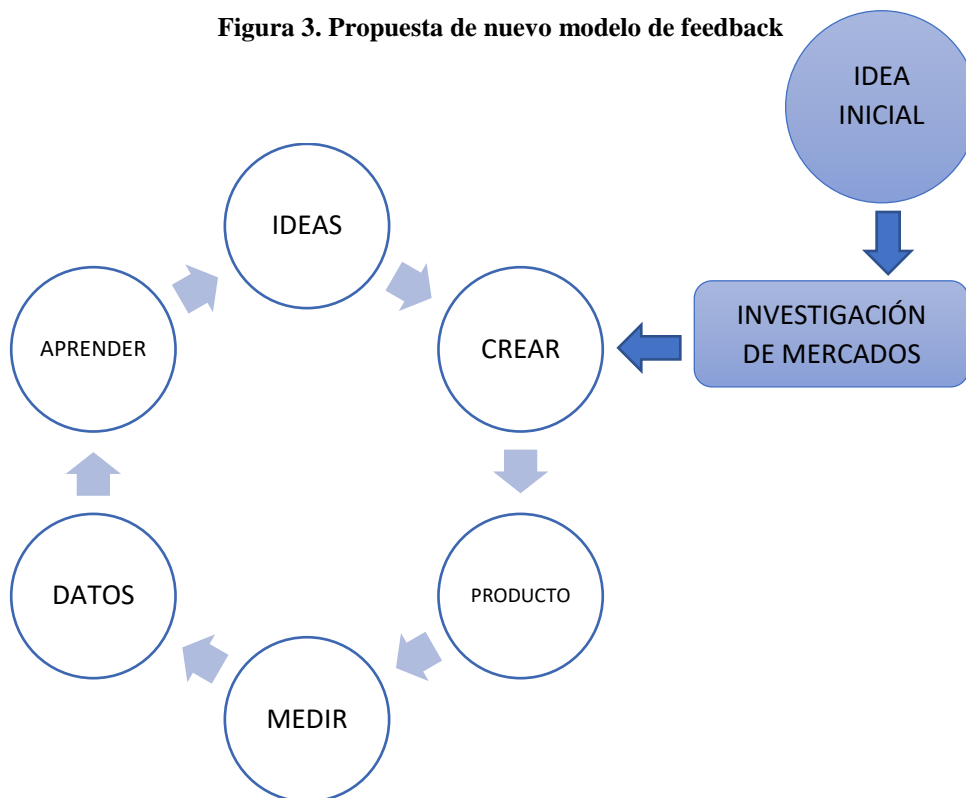 Figura 3. Propuesta de nuevo modelo de feedback
IDEA
INICIAL
INVESTIGACIÓN
DE MERCADOS
IDEAS
CREAR
PRODUCTO
MEDIR
DATOS
APRENDER